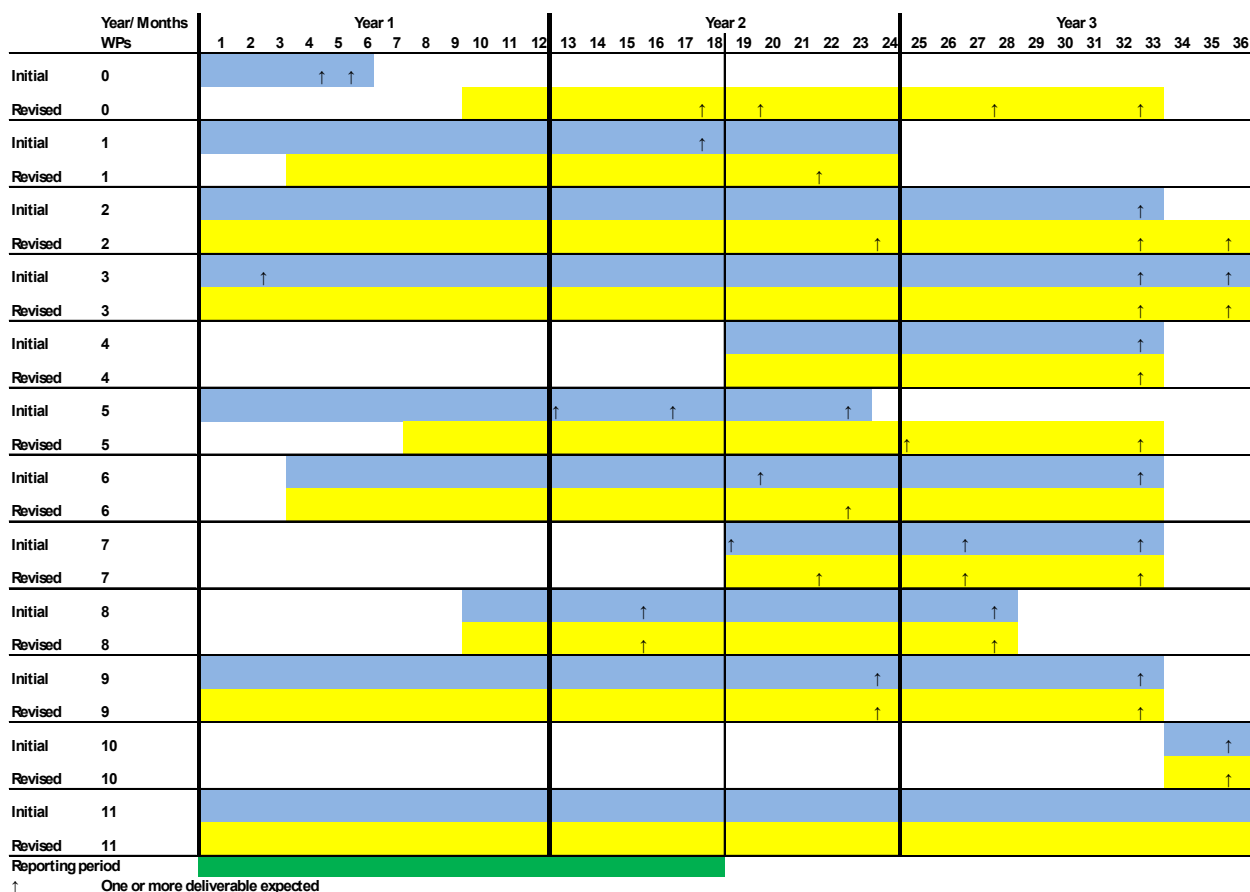 Year/ Months Year 1 Year 2 Year 3
WPs 1 2 3 4 5 6 7 8 9 10 11 12 13 14 15 16 17 18 19 20 21 22 23 24 25 26 27 28 29 30 31 32 33 34 35 36
Initial 0 ↑ ↑
Revised 0 ↑ ↑ ↑ ↑
Initial 1 ↑
Revised 1 ↑
Initial 2 ↑
Revised 2 ↑ ↑ ↑
Initial 3 ↑ ↑ ↑
Revised 3 ↑ ↑
Initial 4 ↑
Revised 4 ↑
Initial 5 ↑ ↑ ↑
Revised 5 ↑ ↑
Initial 6 ↑ ↑
Revised 6 ↑
Initial 7 ↑ ↑ ↑
Revised 7 ↑ ↑ ↑
Initial 8 ↑ ↑
Revised 8 ↑ ↑
Initial 9 ↑ ↑
Revised 9 ↑ ↑
Initial 10 ↑
Revised 10 ↑
Initial 11
Revised 11
Reporting period
↑ One or more deliverable expected